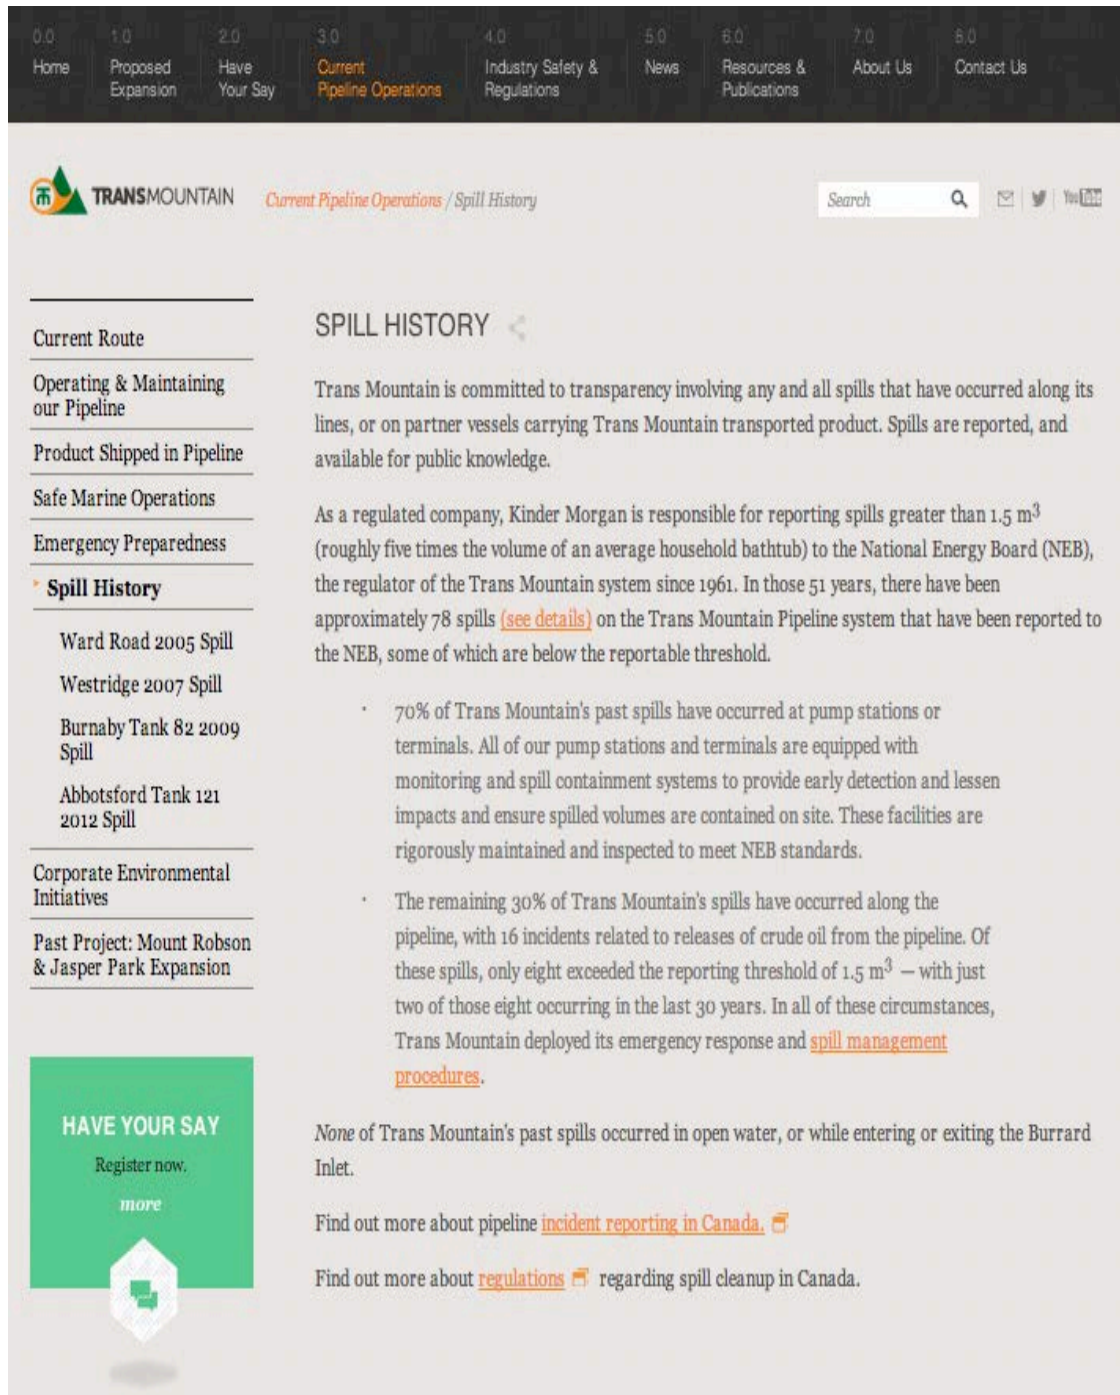 0.0
Home
1.0
Proposed
Expansion
2.0
Have
Your Say
3.0
Current
Pipeline Operations
4.0
Industry Safety &
Regulations
5.0
News
6.0
Resources &
Publications
7.0
About Us
8.0
Contact Us
TRANSMOUNTAIN
Current Pipeline Operations / Spill History
Search
You Tube
Current Route
Operating & Maintaining
our Pipeline
Product Shipped in Pipeline
Safe Marine Operations
Emergency Preparedness
Spill History
Ward Road 2005 Spill
Westridge 2007 Spill
Burnaby Tank 82 2009
Spill
Abbotsford Tank 121
2012 Spill
Corporate Environmental
Initiatives
Past Project: Mount Robson
& Jasper Park Expansion
HAVE YOUR SAY
Register now.
more
SPILL HISTORY
Trans Mountain is committed to transparency involving any and all spills that have occurred along its
lines, or on partner vessels carrying Trans Mountain transported product. Spills are reported, and
available for public knowledge.
As a regulated company, Kinder Morgan is responsible for reporting spills greater than 1.5 m³
(roughly five times the volume of an average household bathtub) to the National Energy Board (NEB),
the regulator of the Trans Mountain system since 1961. In those 51 years, there have been
approximately 78 spills (see details) on the Trans Mountain Pipeline system that have been reported to
the NEB, some of which are below the reportable threshold.
· 70% of Trans Mountain's past spills have occurred at pump stations or
terminals. All of our pump stations and terminals are equipped with
monitoring and spill containment systems to provide early detection and lessen
impacts and ensure spilled volumes are contained on site. These facilities are
rigorously maintained and inspected to meet NEB standards.
· The remaining 30% of Trans Mountain's spills have occurred along the
pipeline, with 16 incidents related to releases of crude oil from the pipeline. Of
these spills, only eight exceeded the reporting threshold of 1.5 m³ — with just
two of those eight occurring in the last 30 years. In all of these circumstances,
Trans Mountain deployed its emergency response and spill management
procedures.
None of Trans Mountain's past spills occurred in open water, or while entering or exiting the Burrard
Inlet.
Find out more about pipeline incident reporting in Canada.
Find out more about regulations regarding spill cleanup in Canada.